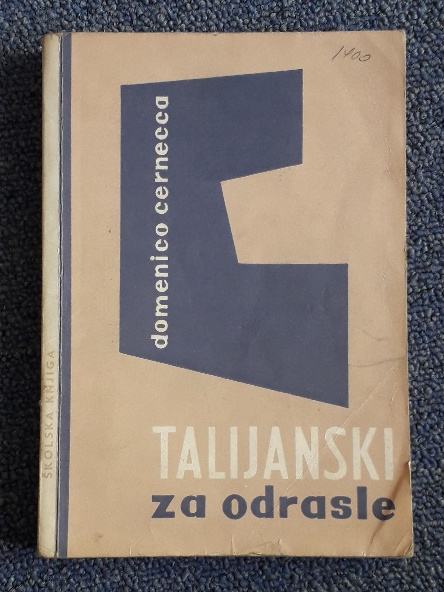 1400
domenico cernecca
TALIJANSKI
za odrasle
ŠKOLSKA KNJIGA